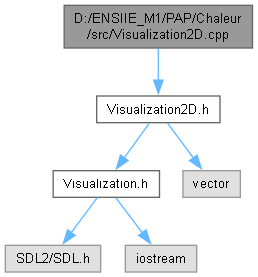 D:/ENSIIE_M1/PAP/Chaleur
/src/Visualization2D.cpp
Visualization2D.h
Visualization.h
vector
SDL2/SDL.h
iostream